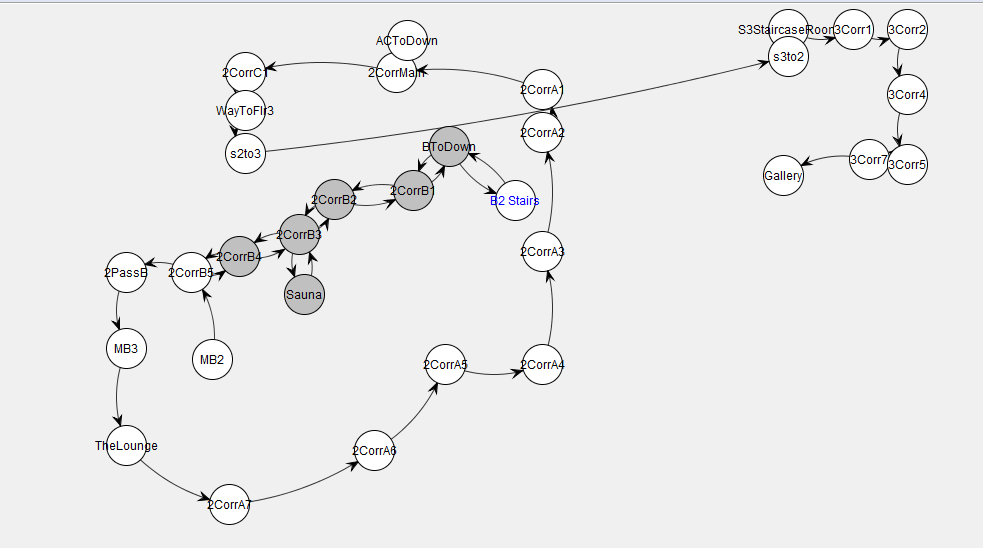 ACToDown
S3StaircaseRoom
3Corr1
3Corr2
2CorrC1
2CorrMain
s3to2
2CorrA1
3Corr4
WayToFlr3
2CorrA2
s2to3
BToDown
3Corr7
3Corr5
Gallery
2CorrB1
2CorrB2
B2 Stairs
2CorrB3
2CorrA3
2CorrB4
2PassB
2CorrB5
Sauna
MB3
MB2
2CorrA5
2CorrA4
TheLounge
2CorrA6
2CorrA7